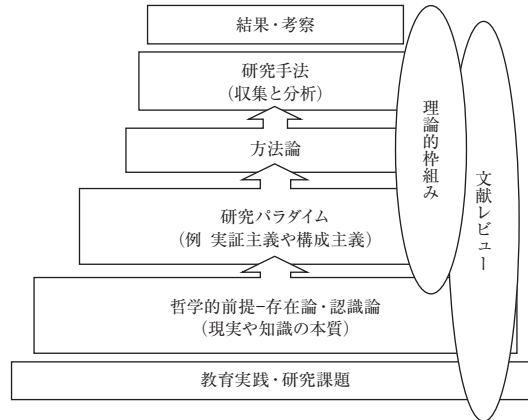 結果・考察
研究手法
（収集と分析）
方法論
研究パラダイム
（例 実証主義や構成主義）
哲学的前提−存在論・認識論
（現実や知識の本質）
教育実践・研究課題
理論的枠組み
文献レビュー